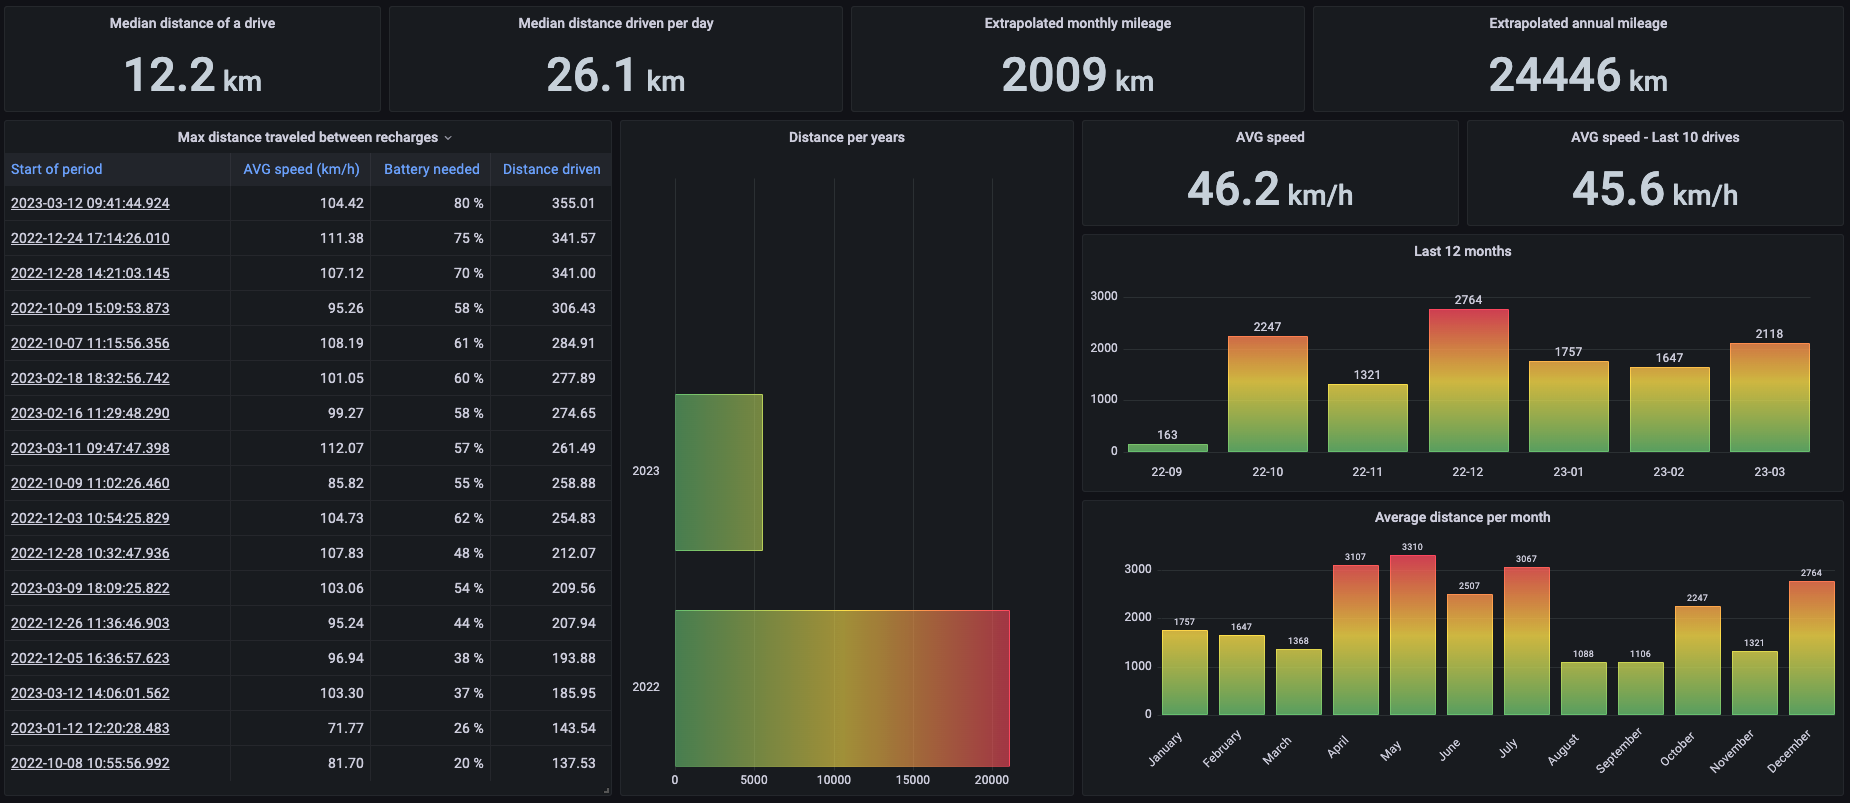 Median distance of a drive
12.2 km
Median distance driven per day
26.1 km
Extrapolated monthly mileage
2009 km
Extrapolated annual mileage
24446 km
Max distance traveled between recharges
Start of period AVG speed (km/h) Battery needed Distance driven
2023-03-12 09:41:44.924 104.42 80 % 355.01
2022-12-24 17:14:26.010 111.38 75 % 341.57
2022-12-28 14:21:03.145 107.12 70 % 341.00
2022-10-09 15:09:53.873 95.26 58 % 306.43
2022-10-07 11:15:56.356 108.19 61 % 284.91
2023-02-18 18:32:56.742 101.05 60 % 277.89
2023-02-16 11:29:48.290 99.27 58 % 274.65
2023-03-11 09:47:47.398 112.07 57 % 261.49
2022-10-09 11:02:26.460 85.82 55 % 258.88
2022-12-03 10:54:25.829 104.73 62 % 254.83
2022-12-28 10:32:47.936 107.83 48 % 212.07
2023-03-09 18:09:25.822 103.06 54 % 209.56
2022-12-26 11:36:46.903 95.24 44 % 207.94
2022-12-05 16:36:57.623 96.94 38 % 193.88
2023-03-12 14:06:01.562 103.30 37 % 185.95
2023-01-12 12:20:28.483 71.77 26 % 143.54
2022-10-08 10:55:56.992 81.70 20 % 137.53
Distance per years
2023
2022
0 5000 10000 15000 20000
AVG speed
46.2 km/h
AVG speed - Last 10 drives
45.6 km/h
Last 12 months
3000
2000
1000
0
163 2247 1321 2764 1757 1647 2118
22-09 22-10 22-11 22-12 23-01 23-02 23-03
Average distance per month
3000
2000
1000
0
1757 1647 1368 3107 3310 2507 3067 1088 1106 2247 1321 2764
January February March April May June July August September October November December